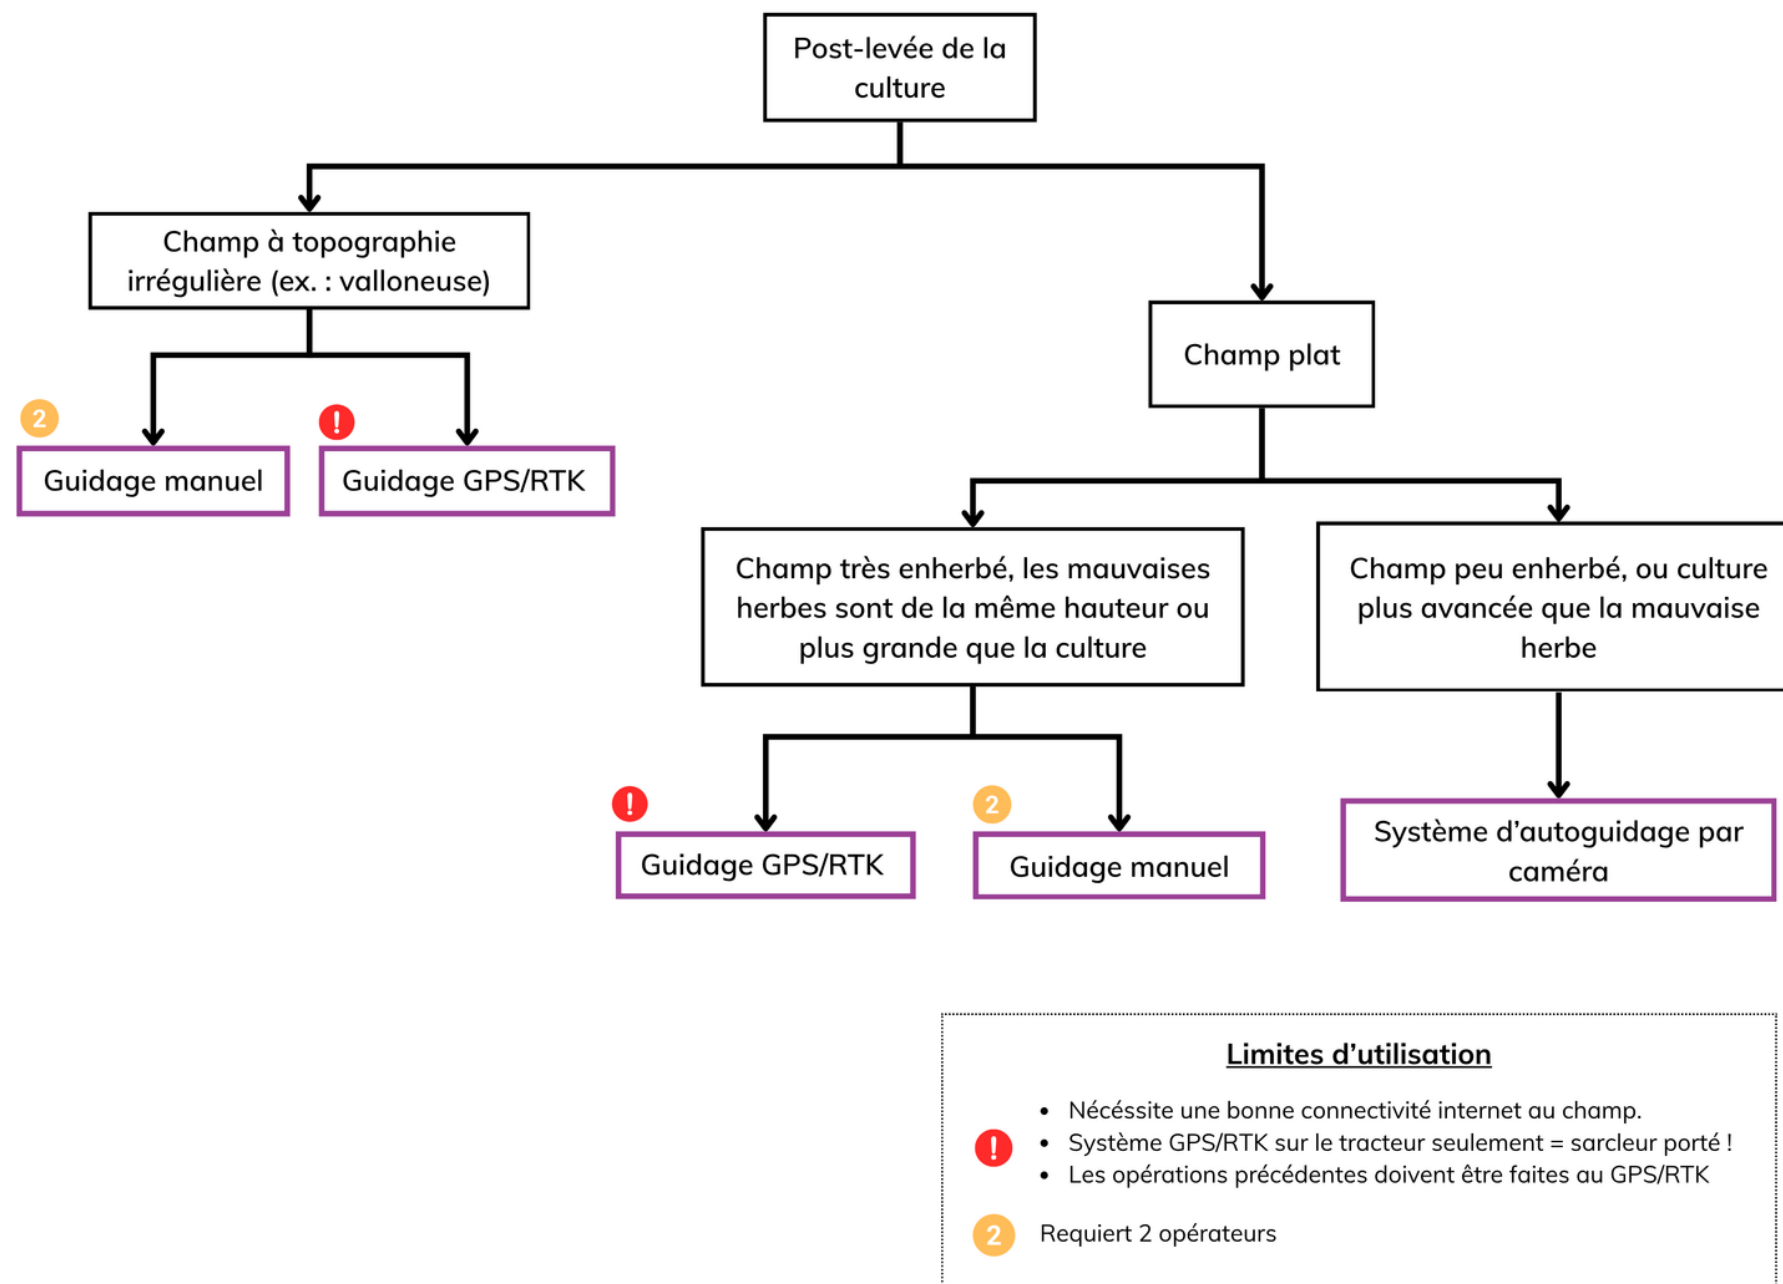 Post-levée de la
culture
Champ à topographie
irrégulière (ex. : valloneuse)
Champ plat
2
!
Guidage manuel
Guidage GPS/RTK
Champ très enherbé, les mauvaises
herbes sont de la même hauteur ou
plus grande que la culture
Champ peu enherbé, ou culture
plus avancée que la mauvaise
herbe
!
2
Guidage GPS/RTK
Guidage manuel
Système d’autoguidage par
caméra
Limites d’utilisation
!
• Nécéssite une bonne connectivité internet au champ.
• Système GPS/RTK sur le tracteur seulement = sarcleur porté !
• Les opérations précédentes doivent être faites au GPS/RTK
2 Requiert 2 opérateurs